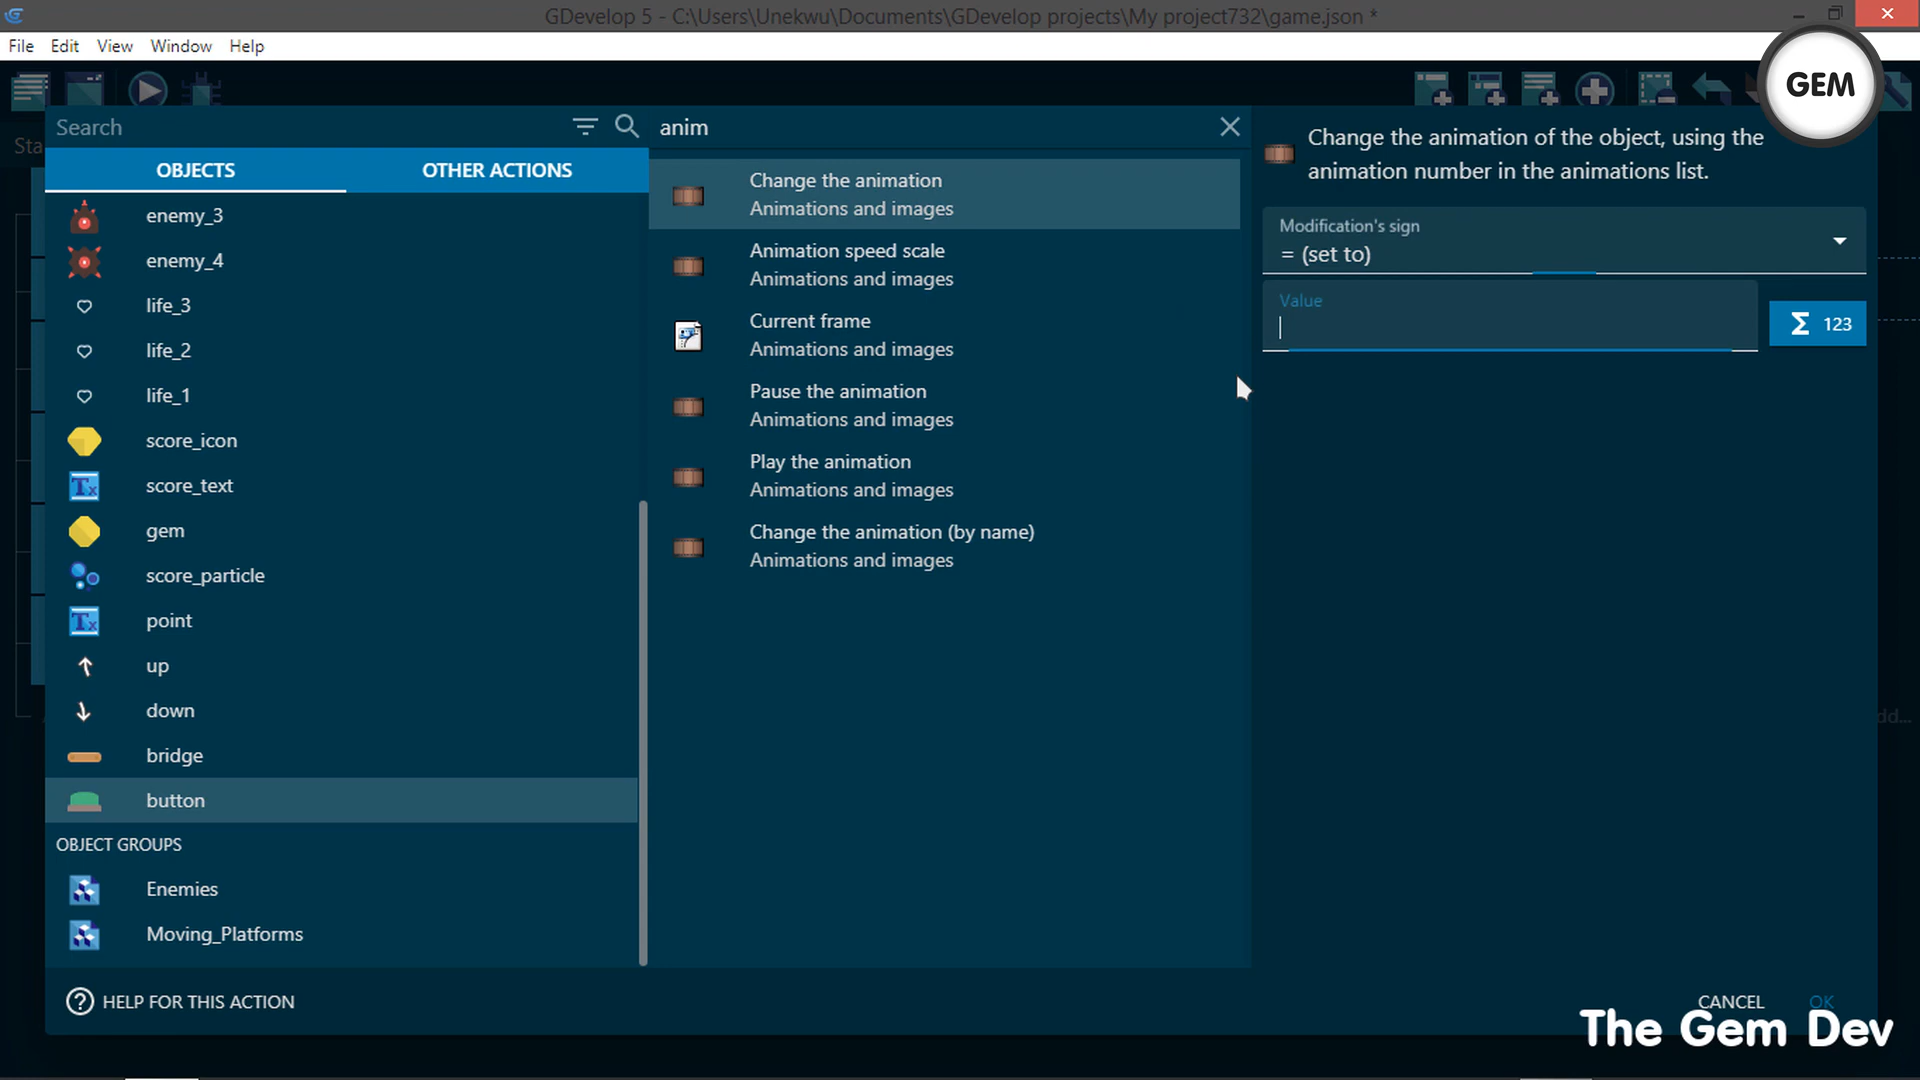 GDevelop 5 - C:\Users\Unekwu\Documents\GDevelop projects\My project732\game.json *
File Edit View Window Help
GEM
Sta
Search
anim
OBJECTS
OTHER ACTIONS
enemy_3
enemy_4
life_3
life_2
life_1
score_icon
score_text
gem
score_particle
point
up
down
bridge
button
OBJECT GROUPS
Enemies
Moving_Platforms
Change the animation
Animations and images
Animation speed scale
Animations and images
Current frame
Animations and images
Pause the animation
Animations and images
Play the animation
Animations and images
Change the animation (by name)
Animations and images
Change the animation of the object, using the
animation number in the animations list.
Modification's sign
= (set to)
Value
Σ 123
dd...
HELP FOR THIS ACTION
CANCEL
OK
The Gem Dev